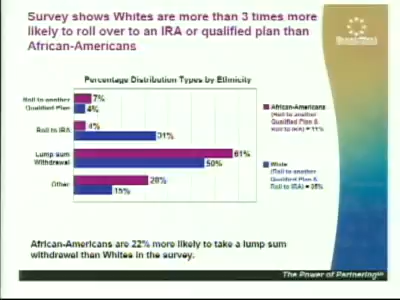 Survey shows Whites are more than 3 times more
likely to roll over to an IRA or qualified plan than
African-Americans
Percentage Distribution Types by Ethnicity
Roll to another
Qualified Plan
7%
4%
Roll to IRA
4%
31%
Lump sum
Withdrawal
61%
50%
Other
28%
15%
African-Americans
(Roll to another
Qualified Plan &
Roll to IRA) = 11%
White
(Roll to another
Qualified Plan &
Roll to IRA) = 35%
African-Americans are 22% more likely to take a lump sum
withdrawal than Whites in the survey.
The Power of Partnering